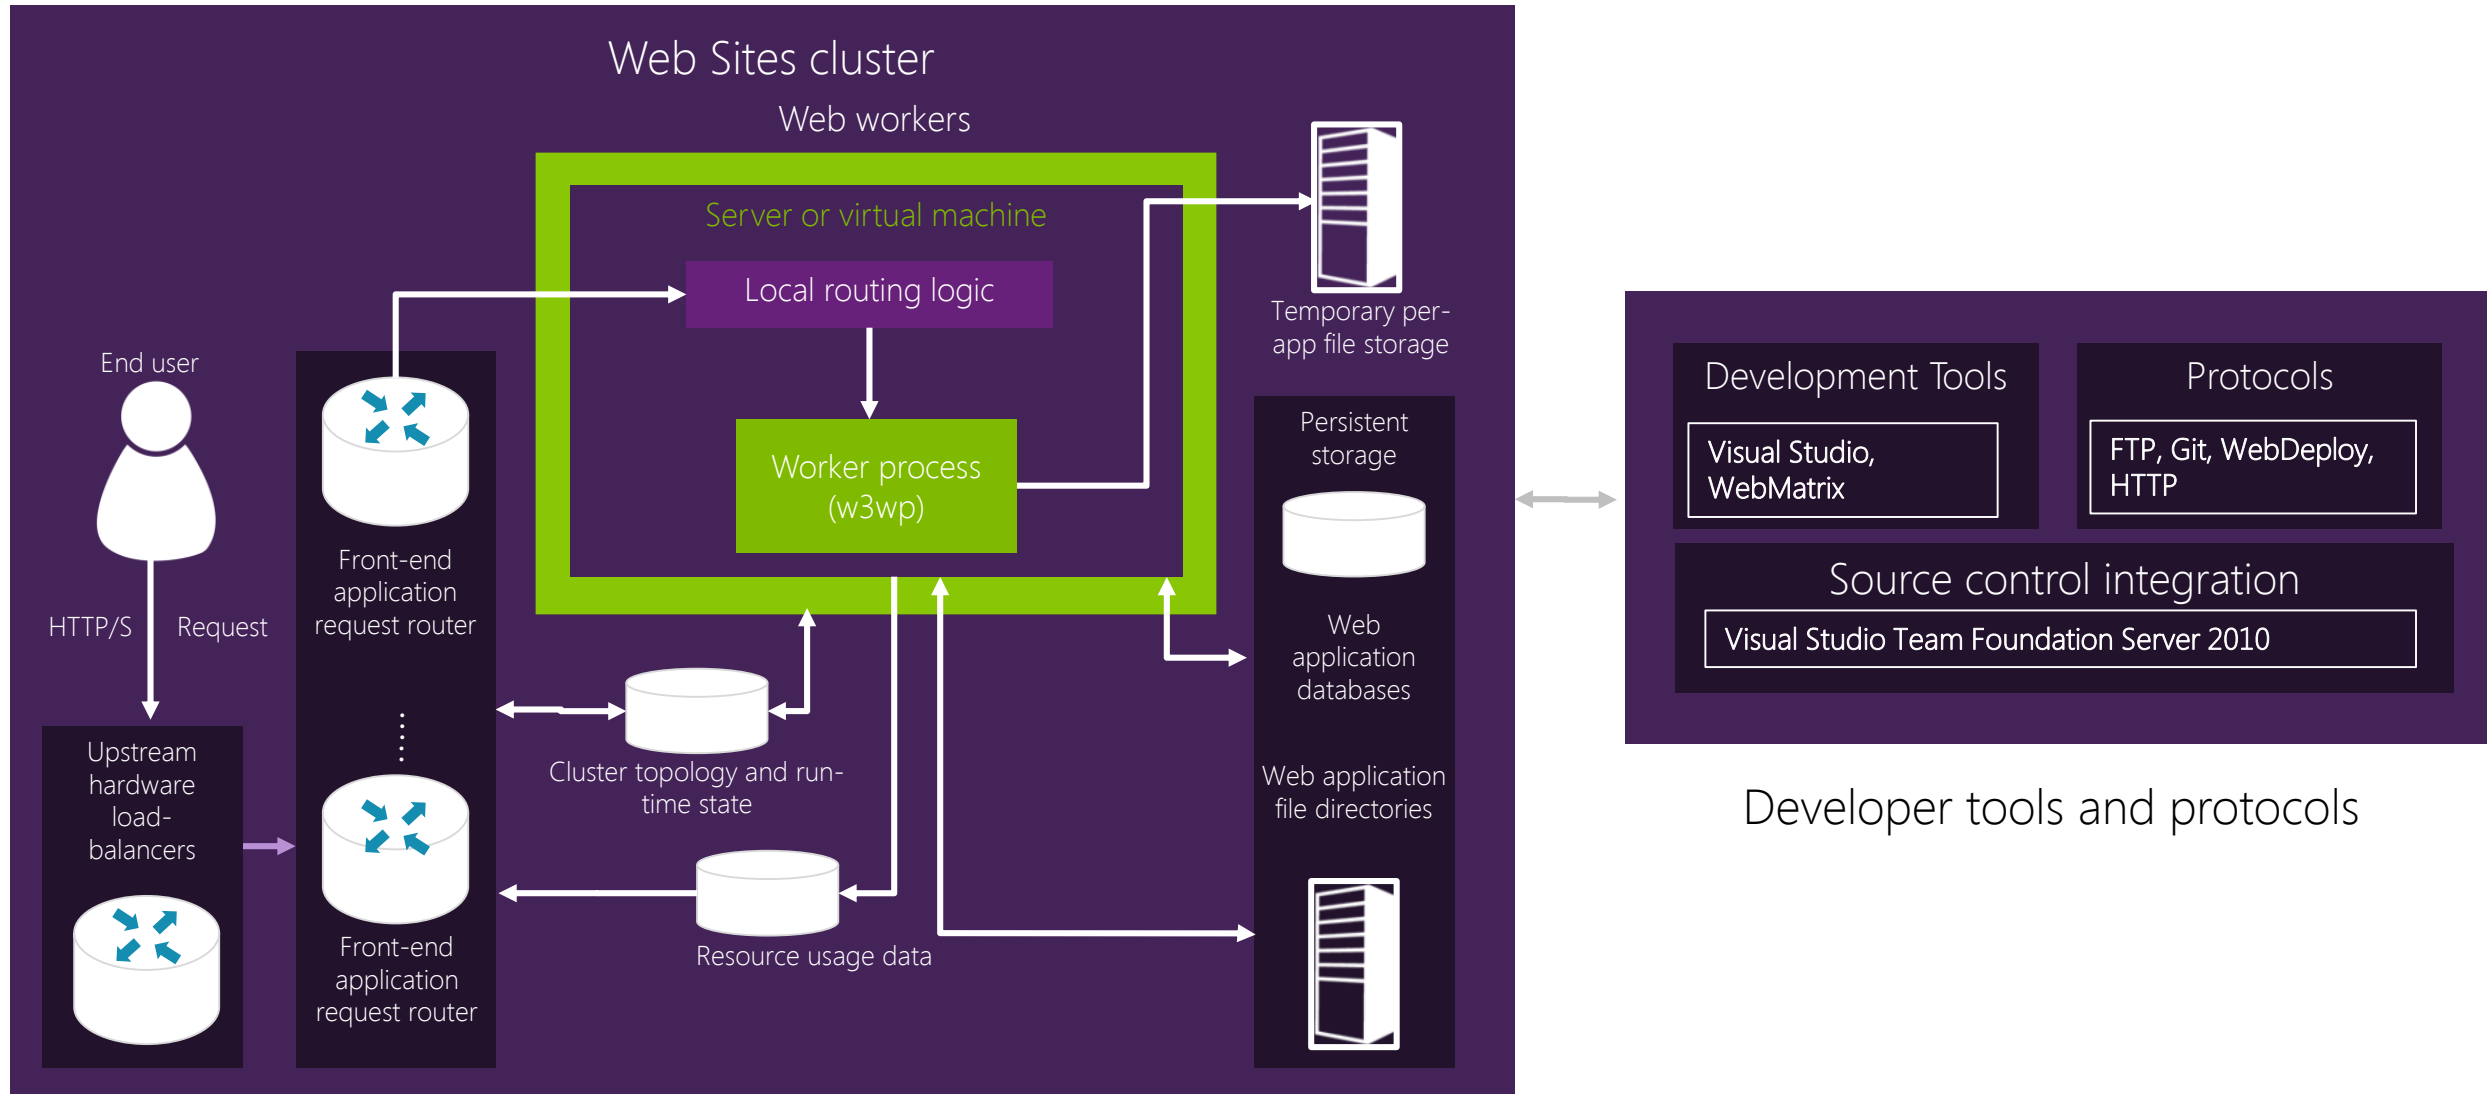 Web Sites cluster
Web workers
Server or virtual machine
Local routing logic
Worker process
(w3wp)
Temporary per-
app file storage
End user
HTTP/S
Request
Upstream
hardware
load-
balancers
Front-end
application
request router
Front-end
application
request router
Cluster topology and run-
time state
Resource usage data
Persistent
storage
Web
application
databases
Web application
file directories
Development Tools
Visual Studio,
WebMatrix
Protocols
FTP, Git, WebDeploy,
HTTP
Source control integration
Visual Studio Team Foundation Server 2010
Developer tools and protocols